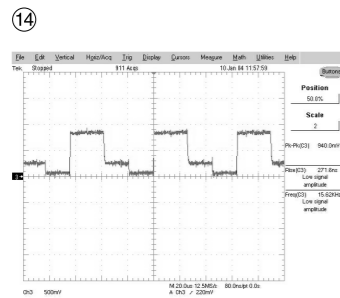 14
File Edit Vertical Horiz/Acq Trig Display Cursors Measure Math Utilities Help
Tek Stopped 911 Acqs 10 Jan 04 11:57:59
Buttons
Position
50.0%
Scale
2
Pk-Pk(C3) 940.0mV
Rise(C3) 271.6ns
Low signal
amplitude
Freq(C3) 15.62KHz
Low signal
amplitude
3
Ch3 500mV
M 20.0us 12.5MS/s 80.0ns/pt 0.0s
A Ch3 220mV